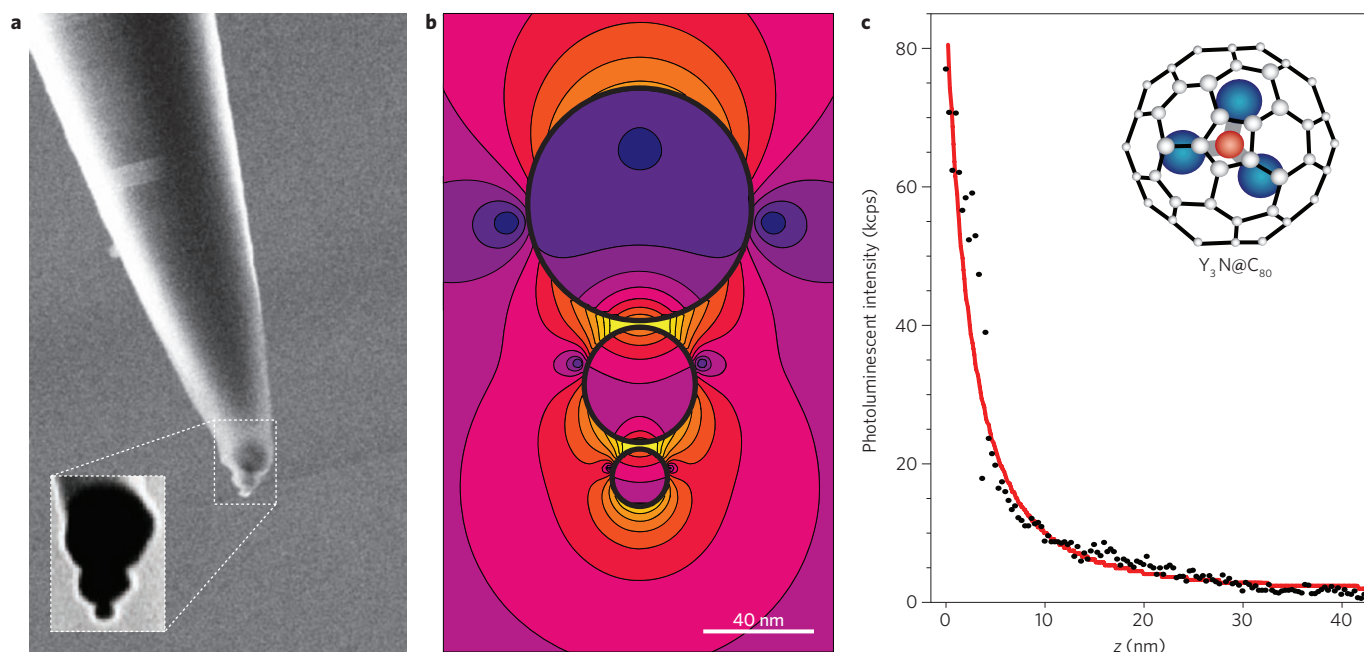 a
b
40 nm
c
Photoluminescent intensity (kcps)
80
60
40
20
0
Y₃N@C₈₀
0
10
20
30
40
z (nm)